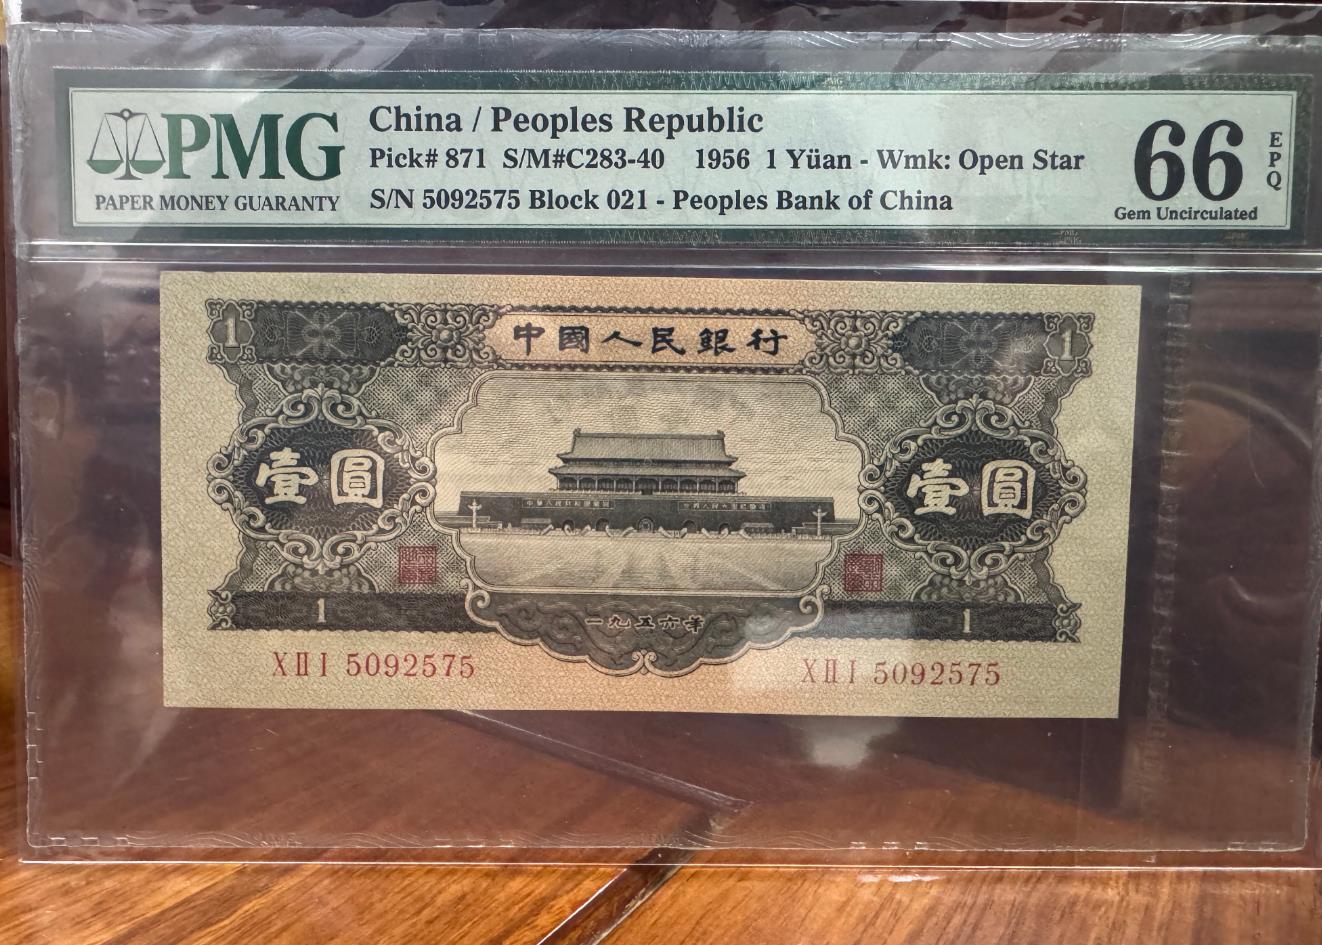 PMG
PAPER MONEY GUARANTY
China / Peoples Republic
Pick# 871 S/M#C283-40 1956 1 Yüan - Wmk: Open Star
S/N 5092575 Block 021 - Peoples Bank of China
66
EPQ
Gem Uncirculated
1 中國人民銀行 1
壹圓 壹圓
1 一九五六年 1
XII I 5092575 XII I 5092575